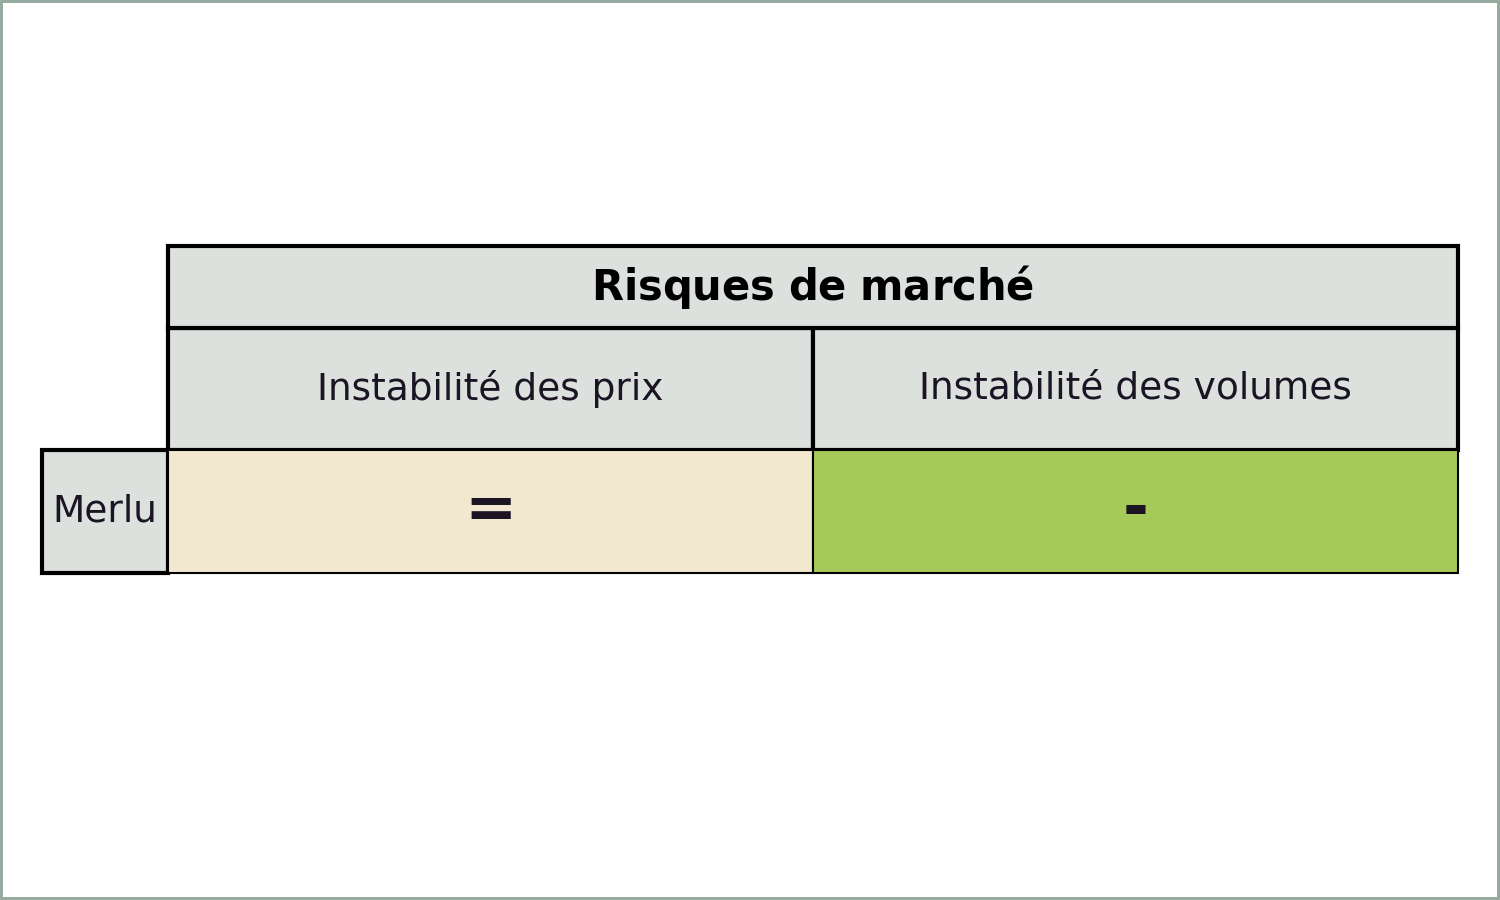 Risques de marché
Instabilité des prix
Instabilité des volumes
Merlu
=
-